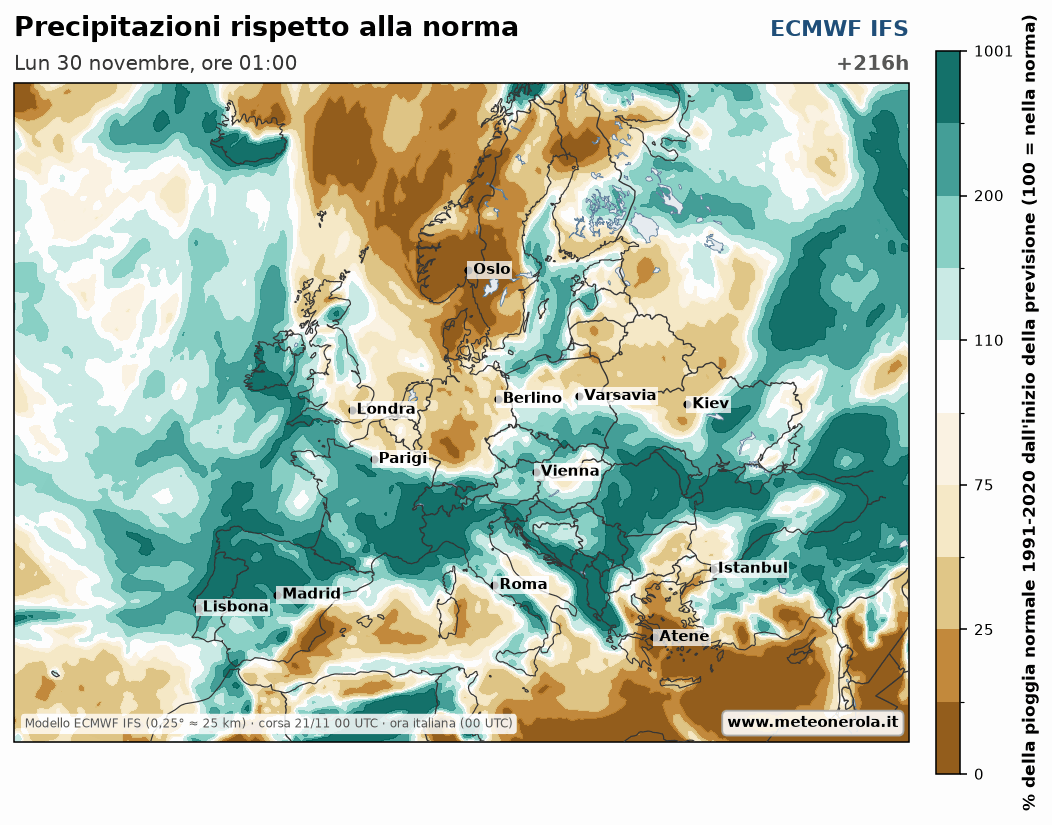 Precipitazioni rispetto alla norma
ECMWF IFS
Lun 30 novembre, ore 01:00
+216h
Oslo
Londra
Berlino
Varsavia
Kiev
Parigi
Vienna
Madrid
Roma
Istanbul
Lisbona
Atene
Modello ECMWF IFS (0,25° ≈ 25 km) · corsa 21/11 00 UTC · ora italiana (00 UTC)
www.meteonerola.it
1001
200
110
75
25
0
% della pioggia normale 1991-2020 dall'inizio della previsione (100 = nella norma)